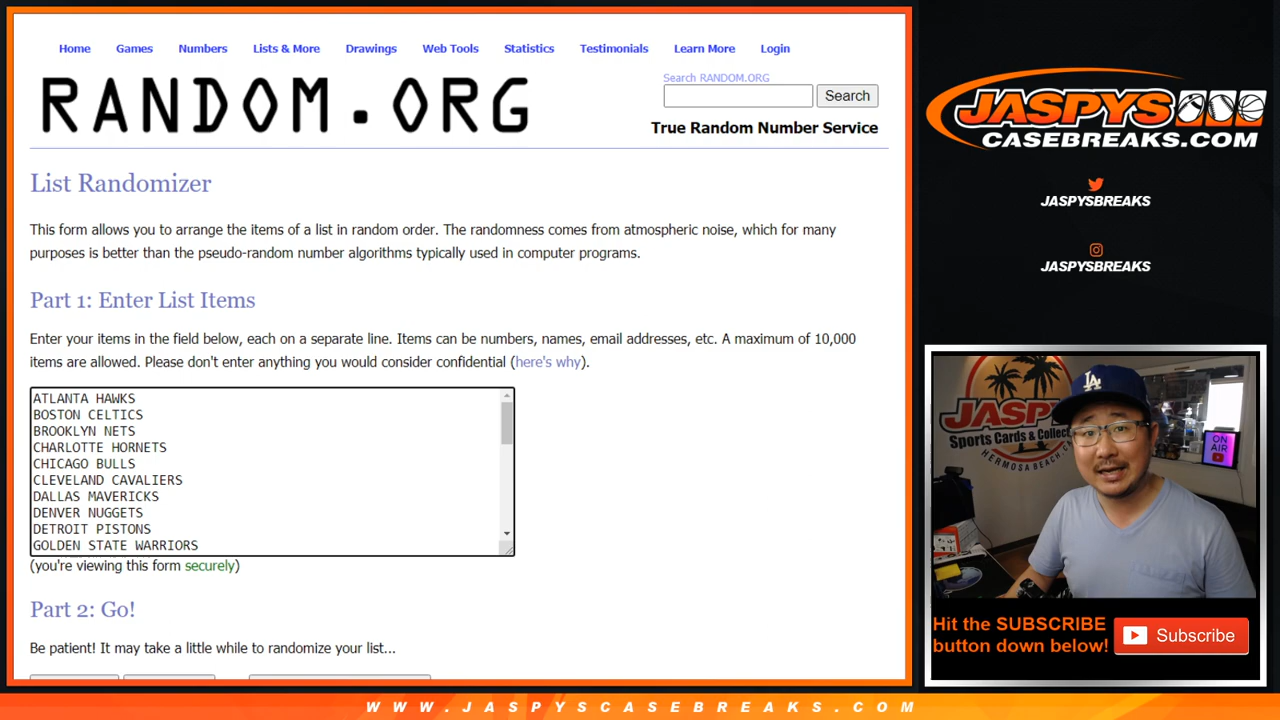 Home Games Numbers Lists & More Drawings Web Tools Statistics Testimonials Learn More Login
RANDOM.ORG
Search RANDOM.ORG
Search
True Random Number Service
List Randomizer
This form allows you to arrange the items of a list in random order. The randomness comes from atmospheric noise, which for many
purposes is better than the pseudo-random number algorithms typically used in computer programs.
Part 1: Enter List Items
Enter your items in the field below, each on a separate line. Items can be numbers, names, email addresses, etc. A maximum of 10,000
items are allowed. Please don't enter anything you would consider confidential (here's why).
ATLANTA HAWKS
BOSTON CELTICS
BROOKLYN NETS
CHARLOTTE HORNETS
CHICAGO BULLS
CLEVELAND CAVALIERS
DALLAS MAVERICKS
DENVER NUGGETS
DETROIT PISTONS
GOLDEN STATE WARRIORS
(you're viewing this form securely)
Part 2: Go!
Be patient! It may take a little while to randomize your list...
JASPYS
CASEBREAKS.COM
JASPYSBREAKS
JASPYSBREAKS
JASPYS
Sports Cards & Collect
HERMOSA BEACH, C
LA
ON
AIR
Hit the SUBSCRIBE
button down below!
Subscribe
WWW.JASPYSCASEBREAKS.COM